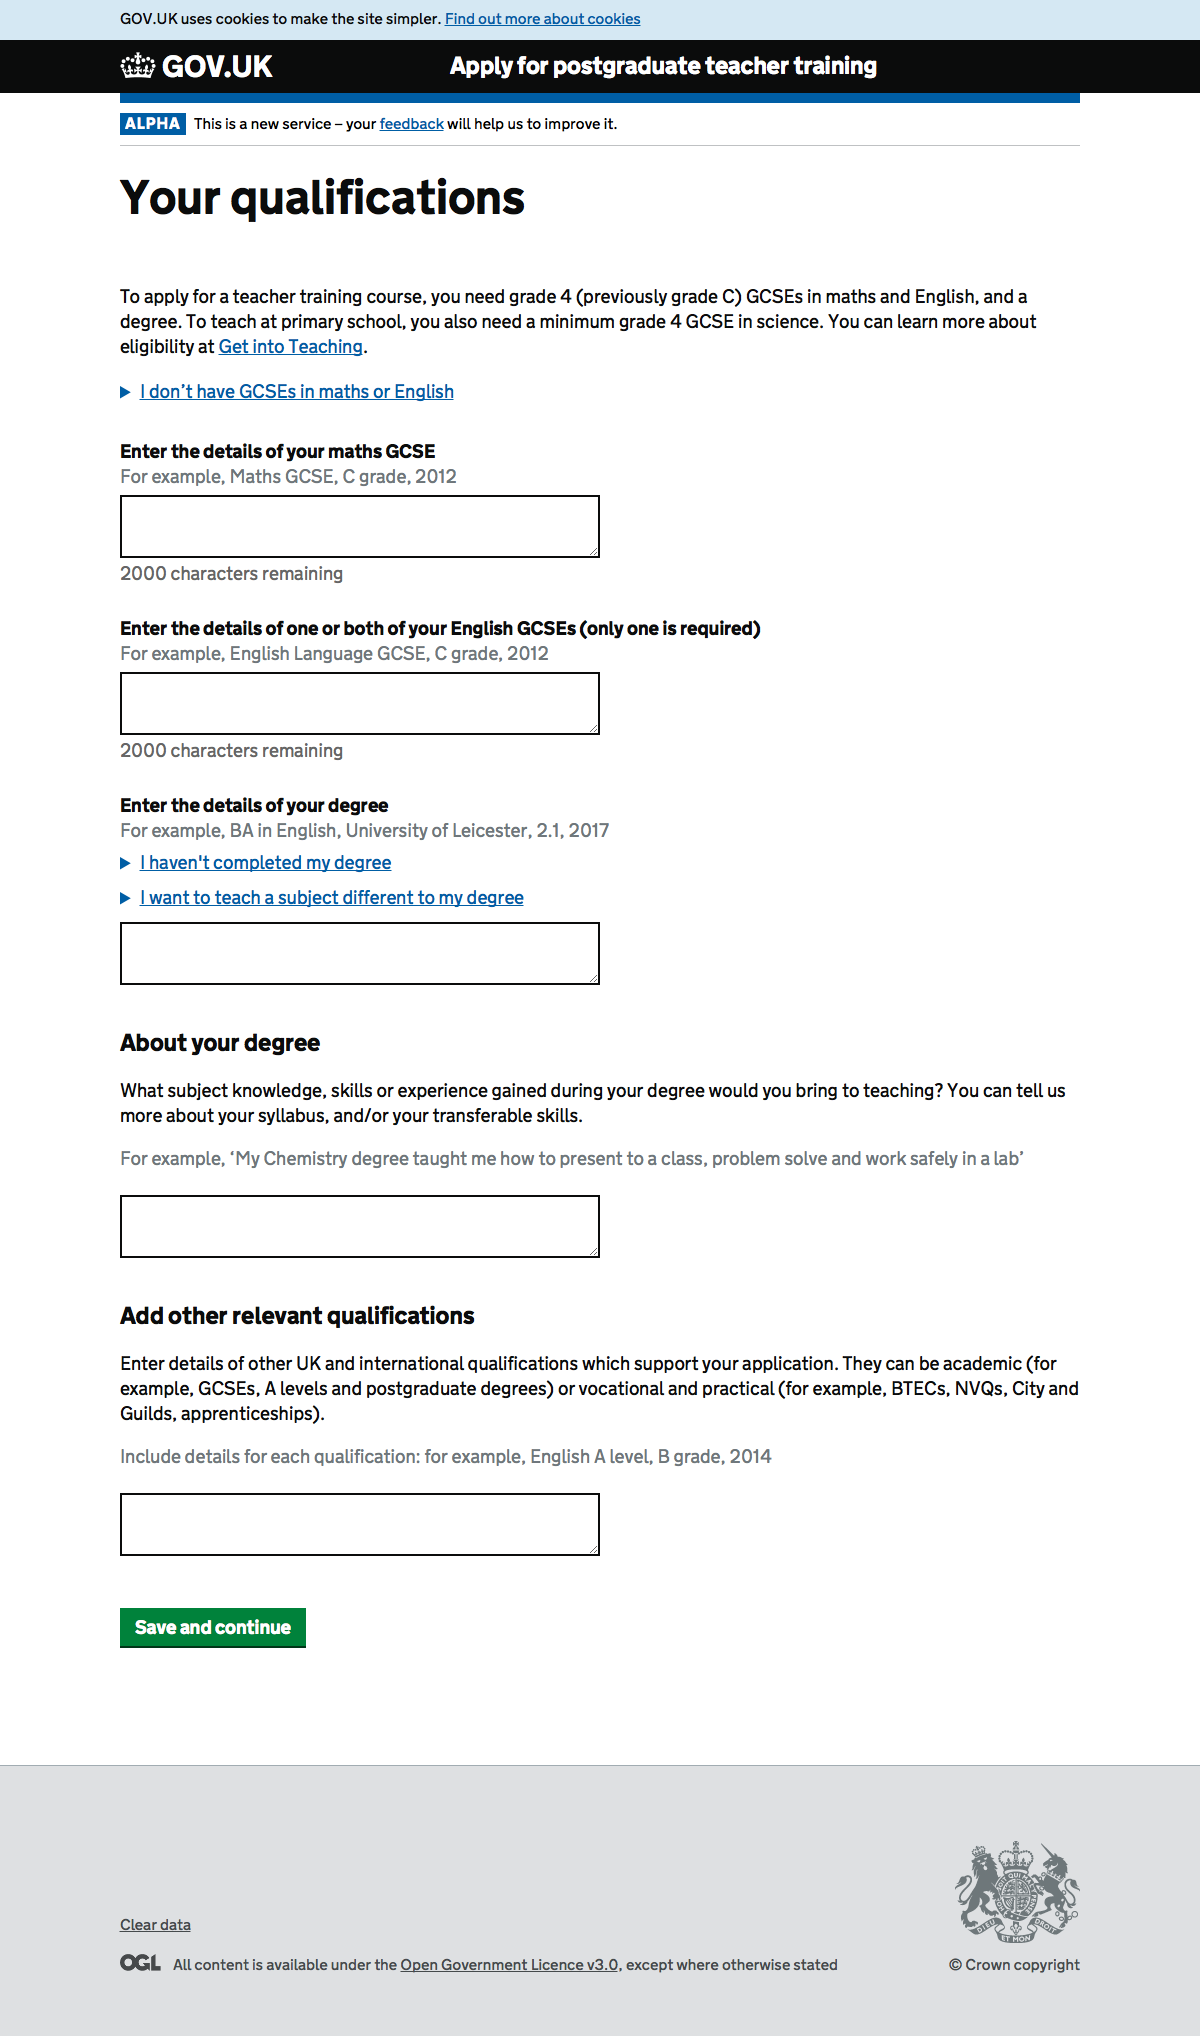 GOV.UK uses cookies to make the site simpler. Find out more about cookies
GOV.UK
Apply for postgraduate teacher training
ALPHA This is a new service – your feedback will help us to improve it.
Your qualifications
To apply for a teacher training course, you need grade 4 (previously grade C) GCSEs in maths and English, and a
degree. To teach at primary school, you also need a minimum grade 4 GCSE in science. You can learn more about
eligibility at Get into Teaching.
I don’t have GCSEs in maths or English
Enter the details of your maths GCSE
For example, Maths GCSE, C grade, 2012
2000 characters remaining
Enter the details of one or both of your English GCSEs (only one is required)
For example, English Language GCSE, C grade, 2012
2000 characters remaining
Enter the details of your degree
For example, BA in English, University of Leicester, 2.1, 2017
I haven't completed my degree
I want to teach a subject different to my degree
About your degree
What subject knowledge, skills or experience gained during your degree would you bring to teaching? You can tell us
more about your syllabus, and/or your transferable skills.
For example, ‘My Chemistry degree taught me how to present to a class, problem solve and work safely in a lab’
Add other relevant qualifications
Enter details of other UK and international qualifications which support your application. They can be academic (for
example, GCSEs, A levels and postgraduate degrees) or vocational and practical (for example, BTECs, NVQs, City and
Guilds, apprenticeships).
Include details for each qualification: for example, English A level, B grade, 2014
Save and continue
DIEU ET MON DROIT
Clear data
OGL All content is available under the Open Government Licence v3.0, except where otherwise stated
© Crown copyright